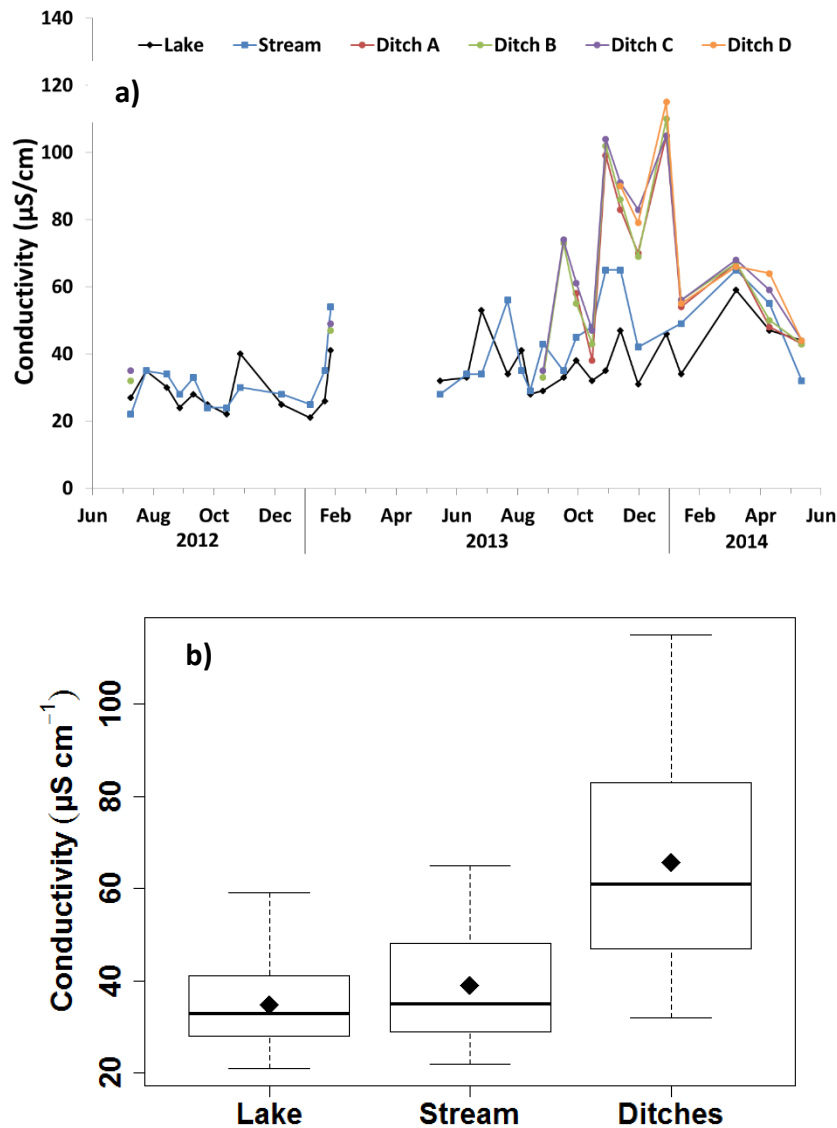 140
Lake Stream Ditch A Ditch B Ditch C Ditch D
a)
120
100
80
60
40
20
0
Conductivity (µS/cm)
Jun Aug Oct Dec Feb Apr Jun Aug Oct Dec Feb Apr Jun
2012 2013 2014
b)
100
80
60
40
20
Conductivity (µS cm⁻¹)
Lake Stream Ditches